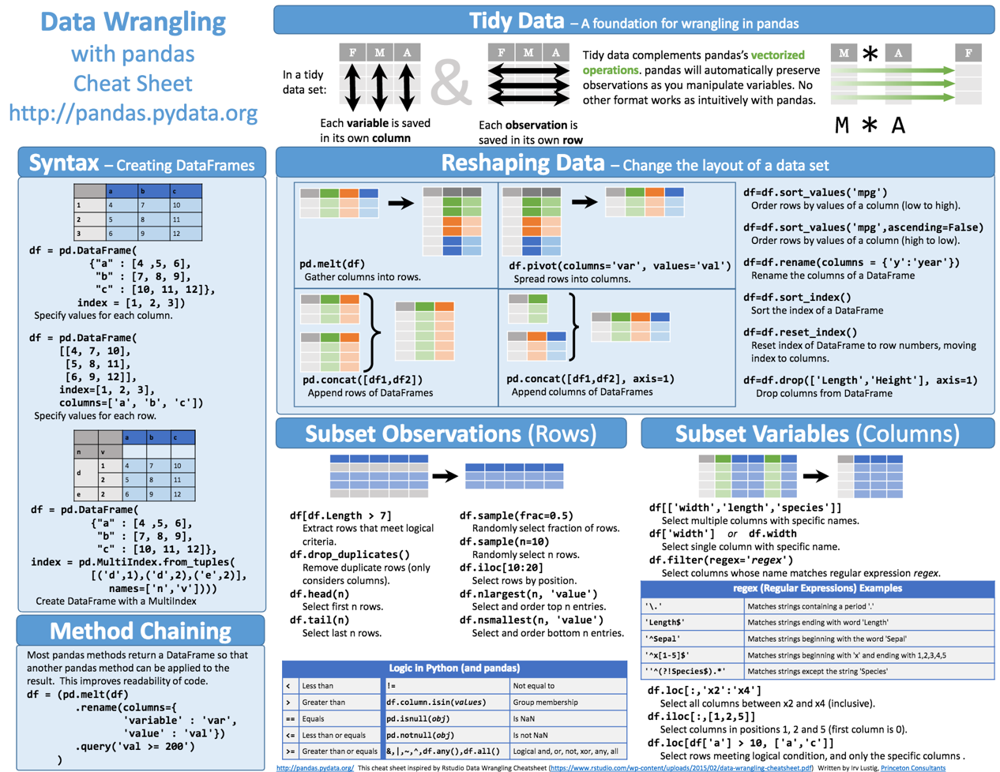 Data Wrangling
with pandas
Cheat Sheet
http://pandas.pydata.org
Tidy Data – A foundation for wrangling in pandas
In a tidy
data set:
F M A
Each variable is saved
in its own column
&
F M A
Each observation is
saved in its own row
Tidy data complements pandas's vectorized
operations. pandas will automatically preserve
observations as you manipulate variables. No
other format works as intuitively with pandas.
M * A F
M * A
Syntax – Creating DataFrames
a b c
1 4 7 10
2 5 8 11
3 6 9 12
df = pd.DataFrame(
{"a" : [4 ,5, 6],
"b" : [7, 8, 9],
"c" : [10, 11, 12]},
index = [1, 2, 3])
Specify values for each column.
df = pd.DataFrame(
[[4, 7, 10],
[5, 8, 11],
[6, 9, 12]],
index=[1, 2, 3],
columns=['a', 'b', 'c'])
Specify values for each row.
a b c
n v
d 1 4 7 10
2 5 8 11
e 2 6 9 12
df = pd.DataFrame(
{"a" : [4 ,5, 6],
"b" : [7, 8, 9],
"c" : [10, 11, 12]},
index = pd.MultiIndex.from_tuples(
[('d',1),('d',2),('e',2)],
names=['n','v'])))
Create DataFrame with a MultiIndex
Method Chaining
Most pandas methods return a DataFrame so that
another pandas method can be applied to the
result. This improves readability of code.
df = (pd.melt(df)
.rename(columns={
'variable' : 'var',
'value' : 'val'})
.query('val >= 200')
)
Reshaping Data – Change the layout of a data set
pd.melt(df)
Gather columns into rows.
df.pivot(columns='var', values='val')
Spread rows into columns.
pd.concat([df1,df2])
Append rows of DataFrames
pd.concat([df1,df2], axis=1)
Append columns of DataFrames
df=df.sort_values('mpg')
Order rows by values of a column (low to high).
df=df.sort_values('mpg',ascending=False)
Order rows by values of a column (high to low).
df=df.rename(columns = {'y':'year'})
Rename the columns of a DataFrame
df=df.sort_index()
Sort the index of a DataFrame
df=df.reset_index()
Reset index of DataFrame to row numbers, moving
index to columns.
df=df.drop(['Length','Height'], axis=1)
Drop columns from DataFrame
Subset Observations (Rows)
df[df.Length > 7]
Extract rows that meet logical
criteria.
df.drop_duplicates()
Remove duplicate rows (only
considers columns).
df.head(n)
Select first n rows.
df.tail(n)
Select last n rows.
df.sample(frac=0.5)
Randomly select fraction of rows.
df.sample(n=10)
Randomly select n rows.
df.iloc[10:20]
Select rows by position.
df.nlargest(n, 'value')
Select and order top n entries.
df.nsmallest(n, 'value')
Select and order bottom n entries.
Logic in Python (and pandas)
< Less than != Not equal to
> Greater than df.column.isin(values) Group membership
== Equals pd.isnull(obj) Is NaN
<= Less than or equals pd.notnull(obj) Is not NaN
>= Greater than or equals &,|,~,^,df.any(),df.all() Logical and, or, not, xor, any, all
Subset Variables (Columns)
df[['width','length','species']]
Select multiple columns with specific names.
df['width'] or df.width
Select single column with specific name.
df.filter(regex='regex')
Select columns whose name matches regular expression regex.
regex (Regular Expressions) Examples
'\.' Matches strings containing a period '.'
'Length$' Matches strings ending with word 'Length'
'^Sepal' Matches strings beginning with the word 'Sepal'
'^x[1-5]$' Matches strings beginning with 'x' and ending with 1,2,3,4,5
''^(?!Species$).*' Matches strings except the string 'Species'
df.loc[:,'x2':'x4']
Select all columns between x2 and x4 (inclusive).
df.iloc[:,[1,2,5]]
Select columns in positions 1, 2 and 5 (first column is 0).
df.loc[df['a'] > 10, ['a','c']]
Select rows meeting logical condition, and only the specific columns .
http://pandas.pydata.org/ This cheat sheet inspired by Rstudio Data Wrangling Cheatsheet (https://www.rstudio.com/wp-content/uploads/2015/02/data-wrangling-cheatsheet.pdf) Written by Irv Lustig, Princeton Consultants